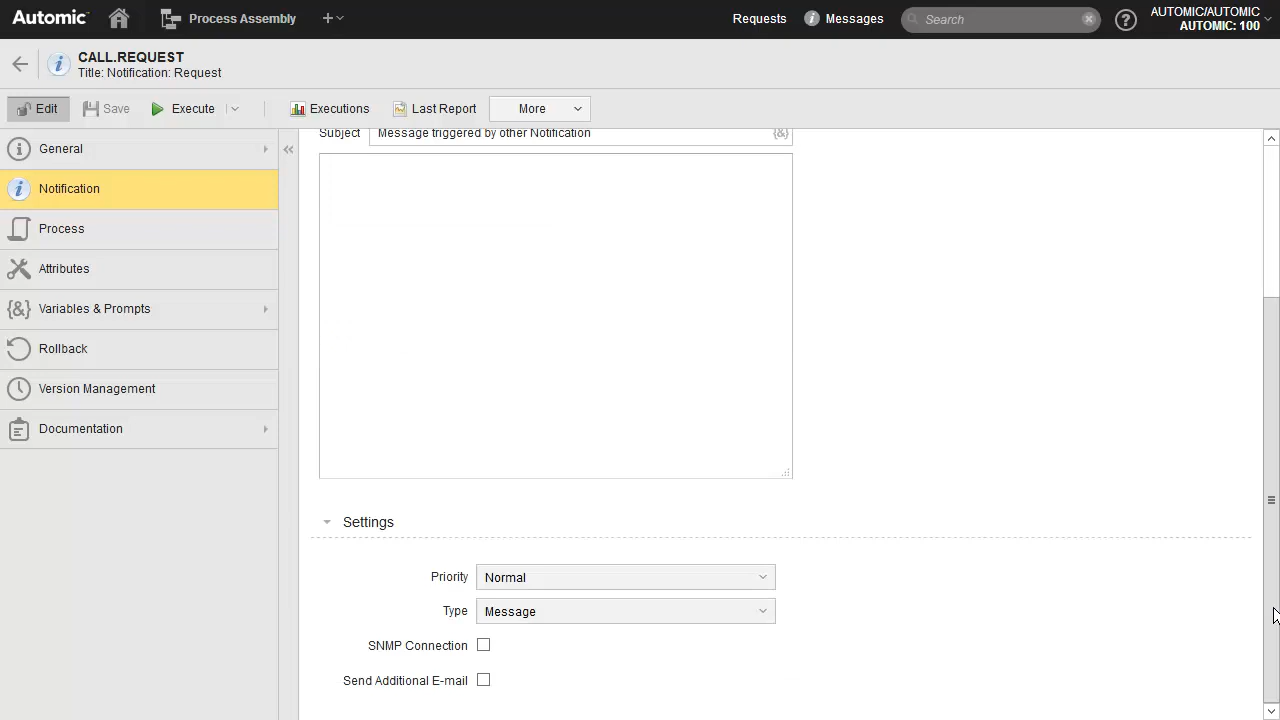 Automic™ Process Assembly Requests Messages Search AUTOMIC/AUTOMIC
AUTOMIC: 100
CALL.REQUEST
Title: Notification: Request
Edit Save Execute Executions Last Report More
General
Notification
Process
Attributes
Variables & Prompts
Rollback
Version Management
Documentation
Subject Message triggered by other Notification {&}
Settings
Priority Normal
Type Message
SNMP Connection
Send Additional E-mail